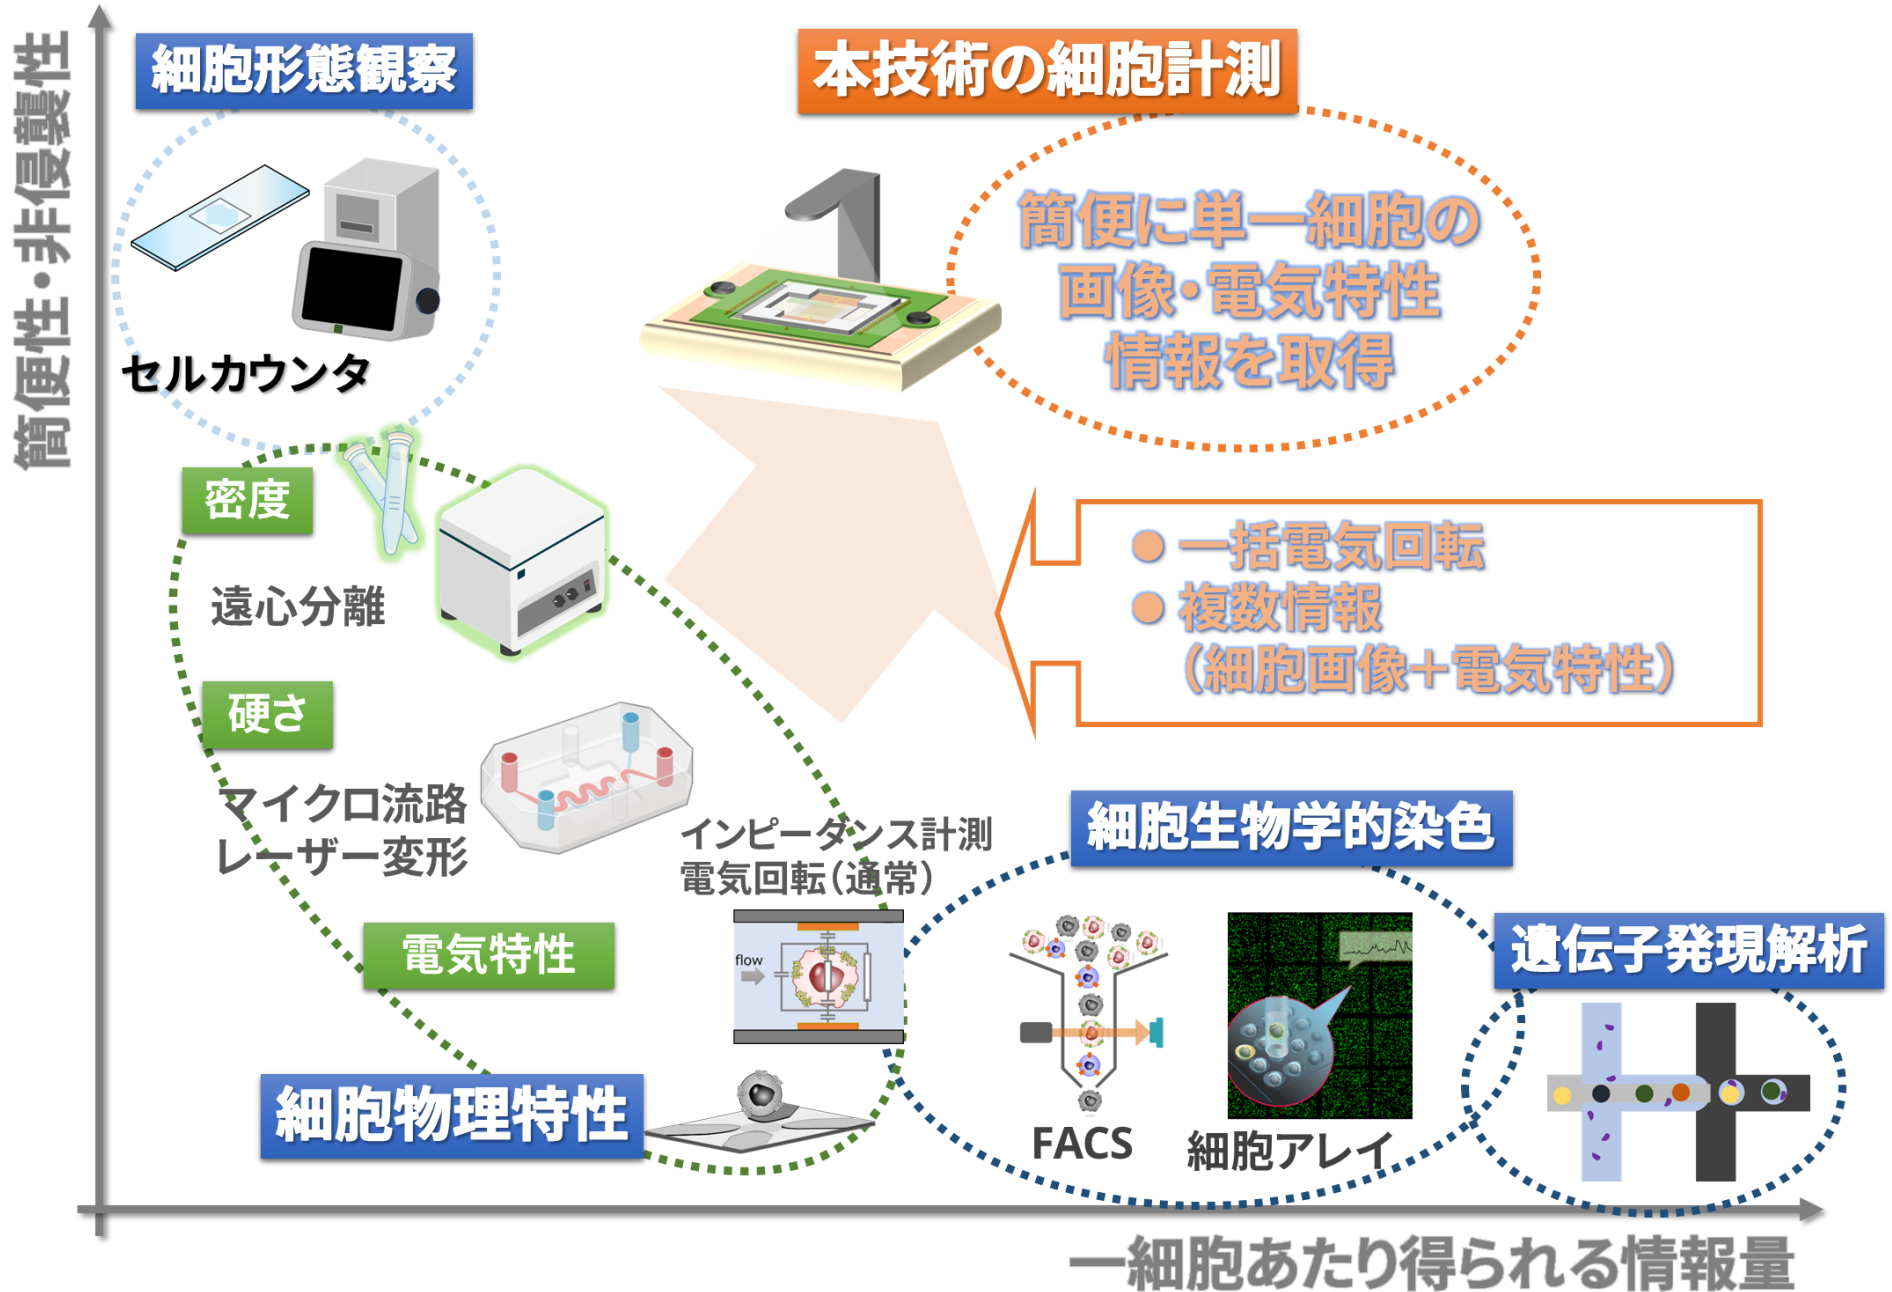 簡便性・非侵襲性
細胞形態観察
セルカウンタ
本技術の細胞計測
簡便に単一細胞の
画像・電気特性
情報を取得
密度
遠心分離
● 一括電気回転
● 複数情報
（細胞画像＋電気特性）
硬さ
マイクロ流路
レーザー変形
インピーダンス計測
電気回転（通常）
電気特性
flow
細胞物理特性
細胞生物学的染色
FACS
細胞アレイ
遺伝子発現解析
一細胞あたり得られる情報量